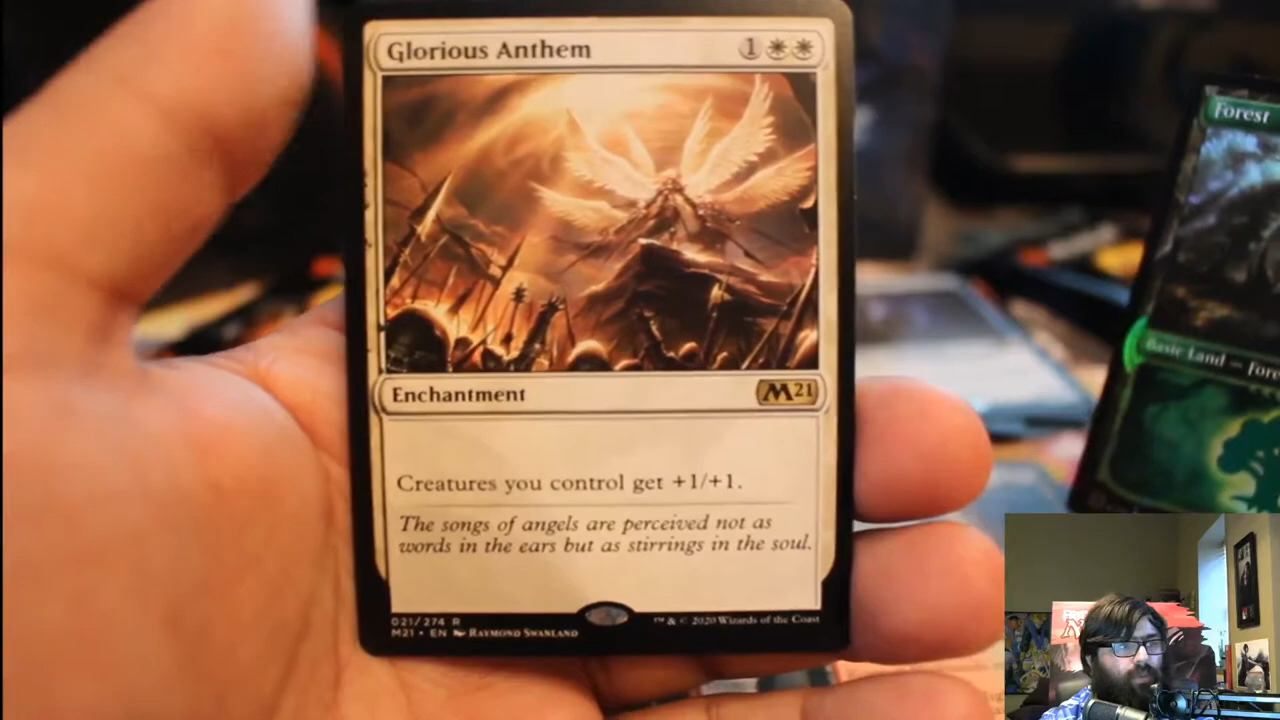 Glorious Anthem 1
Forest
Enchantment M21
Basic Land — Fore
Creatures you control get +1/+1.
The songs of angels are perceived not as
words in the ears but as stirrings in the soul.
021/274 R
M21 • EN Raymond Swanland
™ & © 2020 Wizards of the Coast